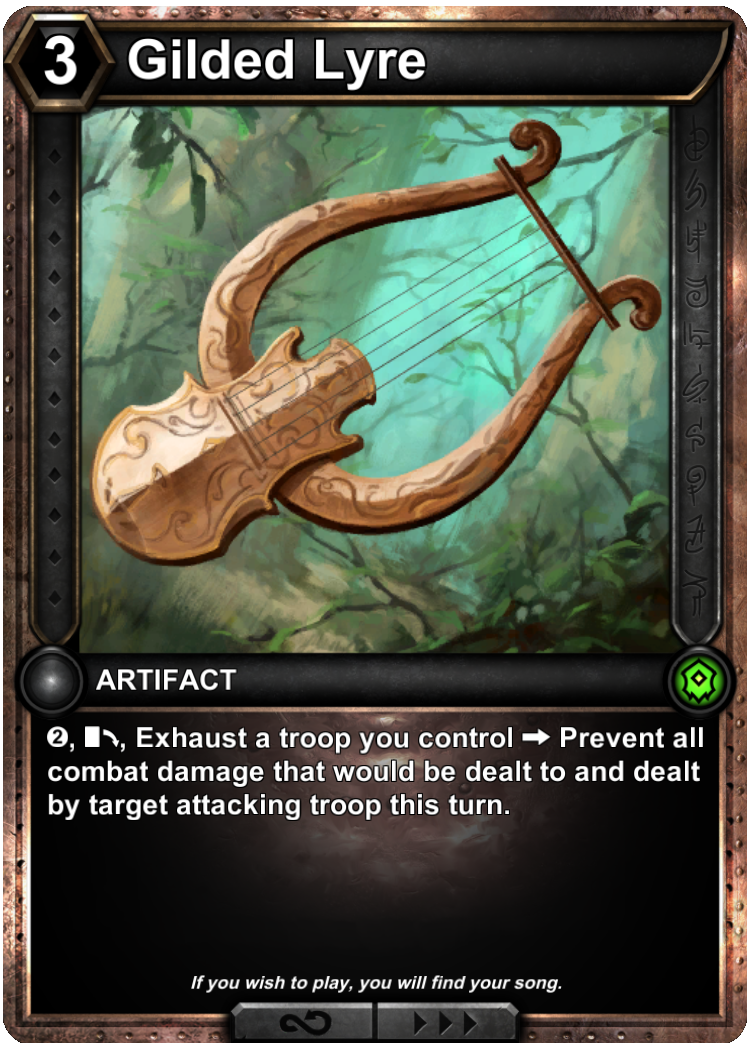 3 Gilded Lyre
ARTIFACT
❷, Exhaust a troop you control ➡ Prevent all
combat damage that would be dealt to and dealt
by target attacking troop this turn.
If you wish to play, you will find your song.